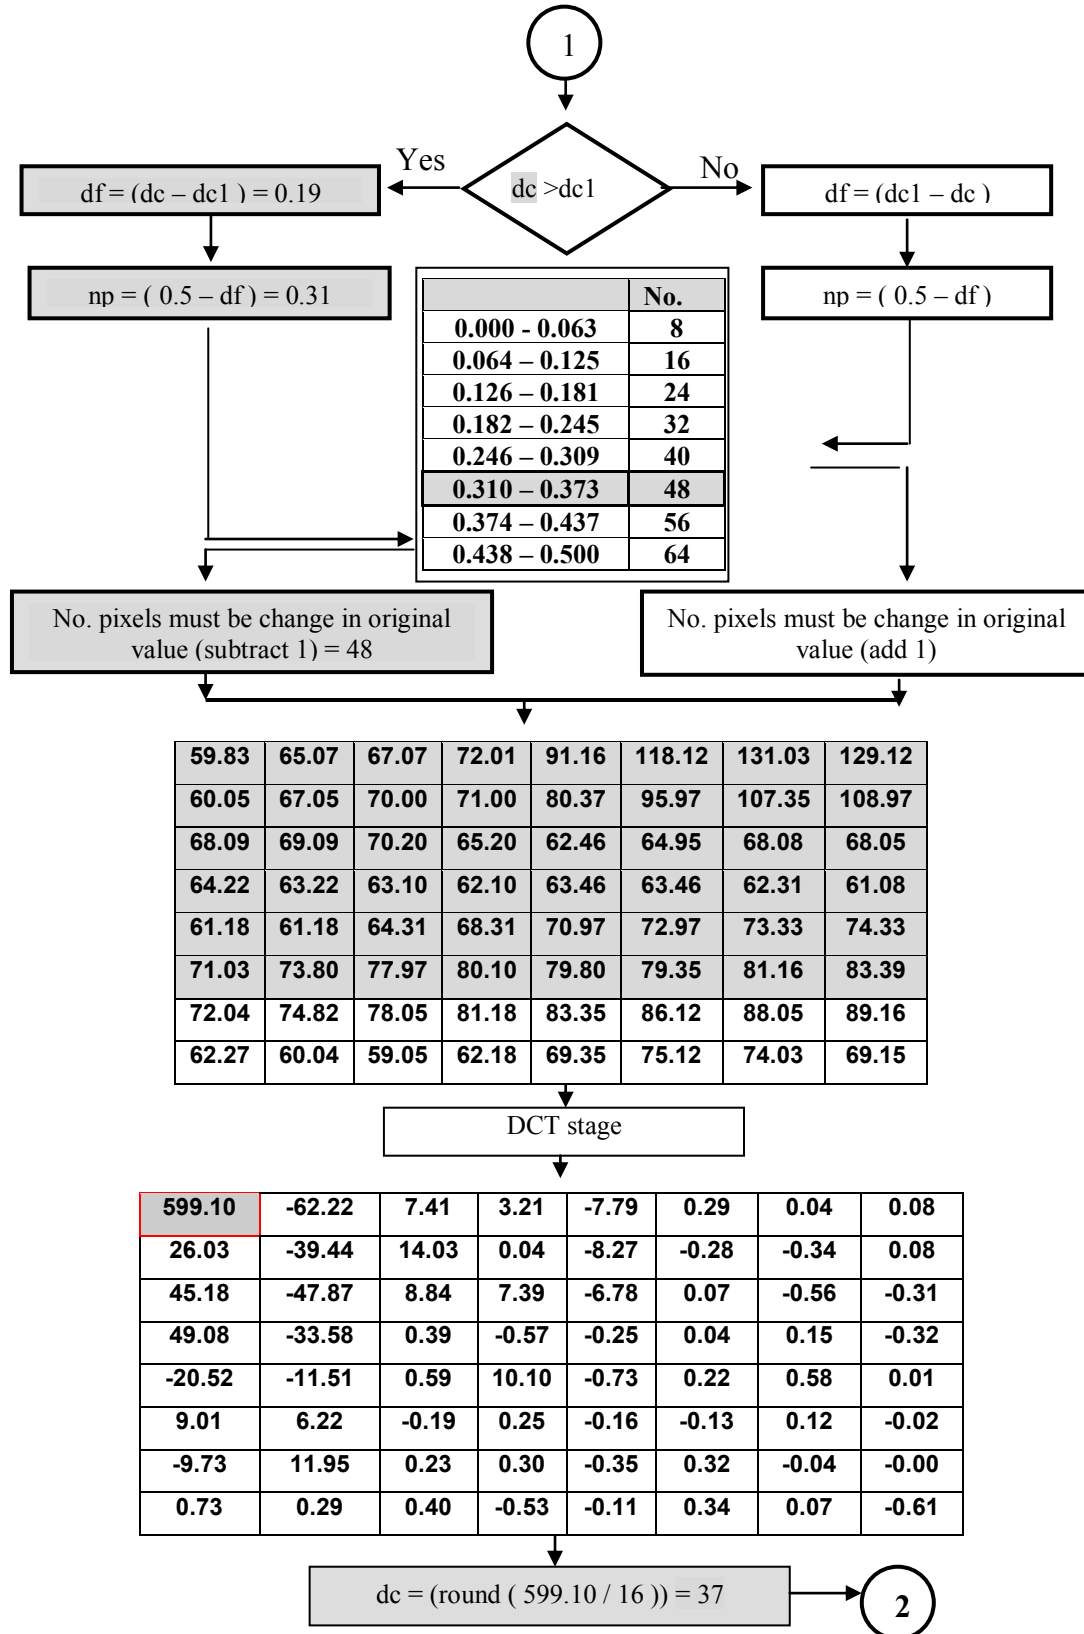 1
Yes
dc >dc1
No
df = (dc – dc1 ) = 0.19
df = (dc1 – dc )
np = ( 0.5 – df ) = 0.31
np = ( 0.5 – df )
No.
0.000 - 0.063 8
0.064 – 0.125 16
0.126 – 0.181 24
0.182 – 0.245 32
0.246 – 0.309 40
0.310 – 0.373 48
0.374 – 0.437 56
0.438 – 0.500 64
No. pixels must be change in original
value (subtract 1) = 48
No. pixels must be change in original
value (add 1)
59.83 65.07 67.07 72.01 91.16 118.12 131.03 129.12
60.05 67.05 70.00 71.00 80.37 95.97 107.35 108.97
68.09 69.09 70.20 65.20 62.46 64.95 68.08 68.05
64.22 63.22 63.10 62.10 63.46 63.46 62.31 61.08
61.18 61.18 64.31 68.31 70.97 72.97 73.33 74.33
71.03 73.80 77.97 80.10 79.80 79.35 81.16 83.39
72.04 74.82 78.05 81.18 83.35 86.12 88.05 89.16
62.27 60.04 59.05 62.18 69.35 75.12 74.03 69.15
DCT stage
599.10 -62.22 7.41 3.21 -7.79 0.29 0.04 0.08
26.03 -39.44 14.03 0.04 -8.27 -0.28 -0.34 0.08
45.18 -47.87 8.84 7.39 -6.78 0.07 -0.56 -0.31
49.08 -33.58 0.39 -0.57 -0.25 0.04 0.15 -0.32
-20.52 -11.51 0.59 10.10 -0.73 0.22 0.58 0.01
9.01 6.22 -0.19 0.25 -0.16 -0.13 0.12 -0.02
-9.73 11.95 0.23 0.30 -0.35 0.32 -0.04 -0.00
0.73 0.29 0.40 -0.53 -0.11 0.34 0.07 -0.61
dc = (round ( 599.10 / 16 )) = 37
2